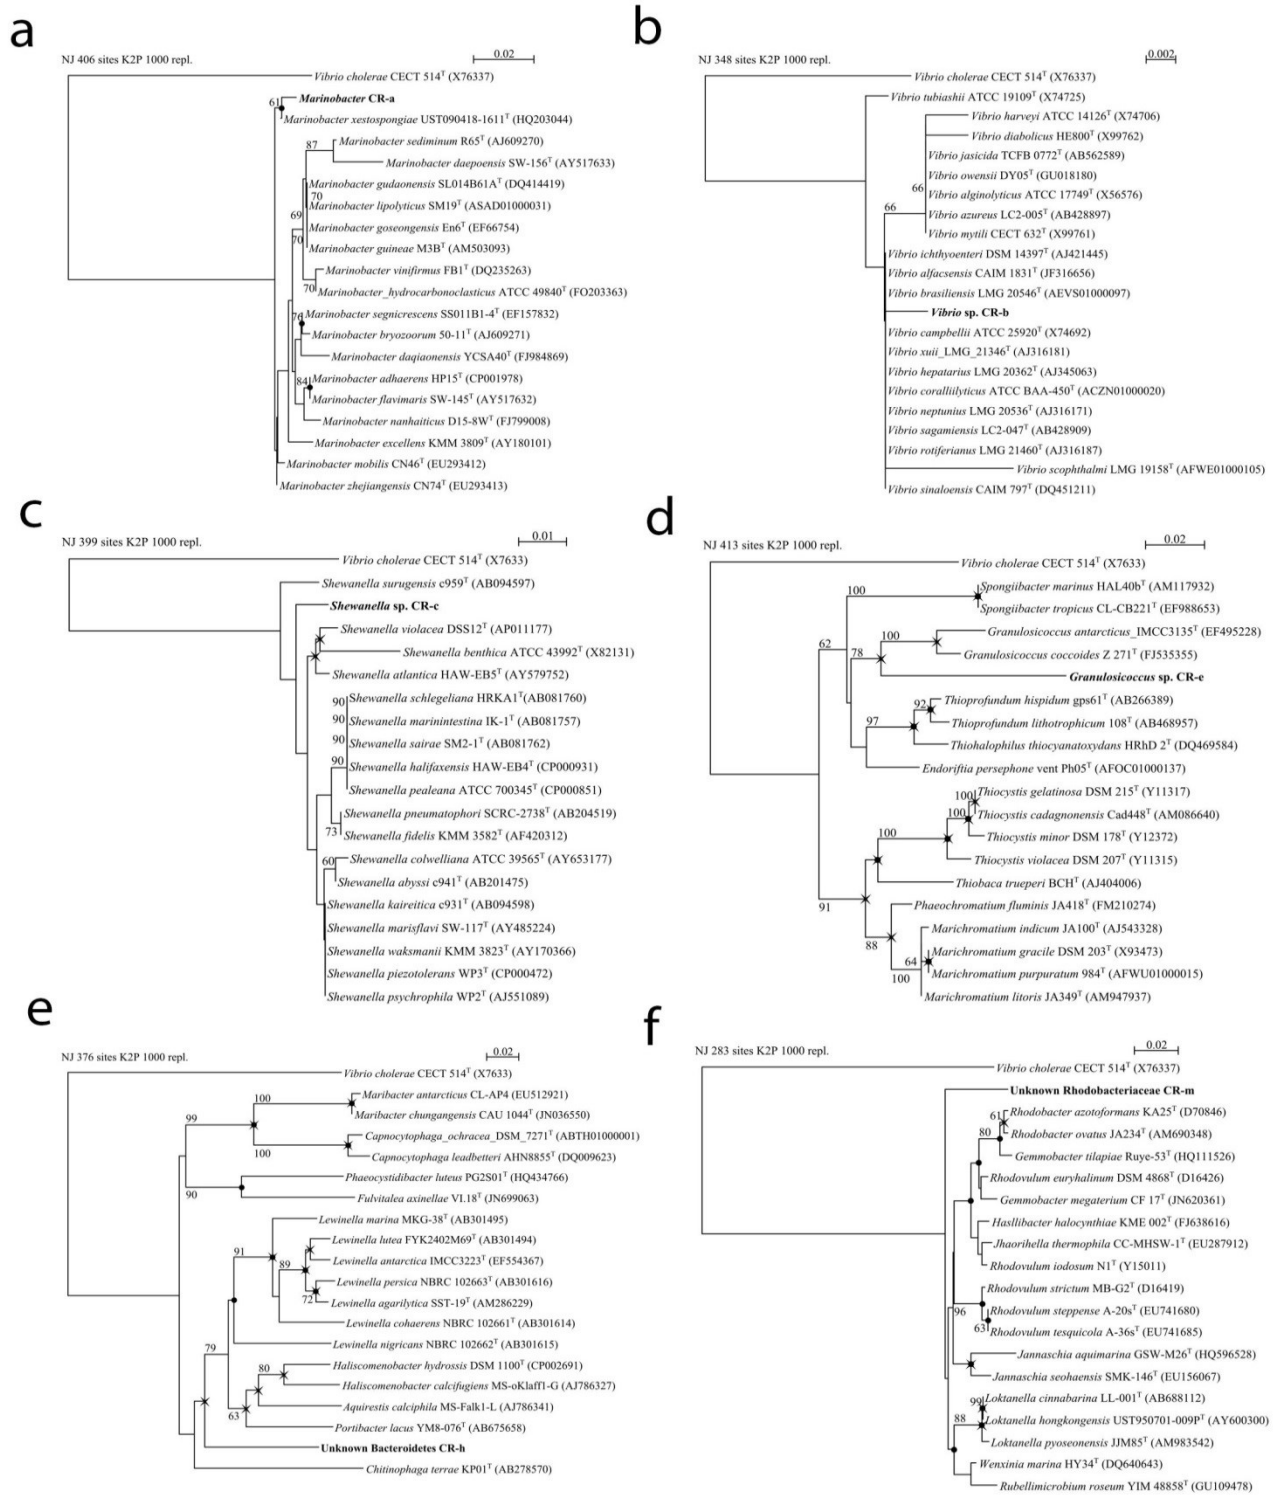 a
NJ 406 sites K2P 1000 repl.
0.02
Vibrio cholerae CECT 514T (X76337)
61
Marinobacter CR-a
Marinobacter xestospongiae UST090418-1611T (HQ203044)
Marinobacter sediminum R65T (AJ609270)
87
Marinobacter daepoensis SW-156T (AY517633)
Marinobacter gudaonensis SL014B61AT (DQ414419)
70
Marinobacter lipolyticus SM19T (ASAD01000031)
69
Marinobacter goseongensis En6T (EF66754)
70
Marinobacter guineae M3BT (AM503093)
Marinobacter vinifirmus FB1T (DQ235263)
70
Marinobacter_hydrocarbonoclasticus ATCC 49840T (FO203363)
Marinobacter segnicrescens SS011B1-4T (EF157832)
76
Marinobacter bryozoorum 50-11T (AJ609271)
Marinobacter daqiaonensis YCSA40T (FJ984869)
84
Marinobacter adhaerens HP15T (CP001978)
Marinobacter flavimaris SW-145T (AY517632)
Marinobacter nanhaiticus D15-8WT (FJ799008)
Marinobacter excellens KMM 3809T (AY180101)
Marinobacter mobilis CN46T (EU293412)
Marinobacter zhejiangensis CN74T (EU293413)
b
NJ 348 sites K2P 1000 repl.
0.002
Vibrio cholerae CECT 514T (X76337)
Vibrio tubiashii ATCC 19109T (X74725)
Vibrio harveyi ATCC 14126T (X74706)
Vibrio diabolicus HE800T (X99762)
Vibrio jasicida TCFB 0772T (AB562589)
Vibrio owensii DY05T (GU018180)
66
Vibrio alginolyticus ATCC 17749T (X56576)
66
Vibrio azureus LC2-005T (AB428897)
Vibrio mytili CECT 632T (X99761)
Vibrio ichthyoenteri DSM 14397T (AJ421445)
Vibrio alfacsensis CAIM 1831T (JF316656)
Vibrio brasiliensis LMG 20546T (AEVS01000097)
Vibrio sp. CR-b
Vibrio campbellii ATCC 25920T (X74692)
Vibrio xuii_LMG_21346T (AJ316181)
Vibrio hepatarius LMG 20362T (AJ345063)
Vibrio coralliilyticus ATCC BAA-450T (ACZN01000020)
Vibrio neptunius LMG 20536T (AJ316171)
Vibrio sagamiensis LC2-047T (AB428909)
Vibrio rotiferianus LMG 21460T (AJ316187)
Vibrio scophthalmi LMG 19158T (AFWE01000105)
Vibrio sinaloensis CAIM 797T (DQ451211)
c
NJ 399 sites K2P 1000 repl.
0.01
Vibrio cholerae CECT 514T (X7633)
Shewanella surugensis c959T (AB094597)
Shewanella sp. CR-c
Shewanella violacea DSS12T (AP011177)
Shewanella benthica ATCC 43992T (X82131)
Shewanella atlantica HAW-EB5T (AY579752)
90
Shewanella schlegeliana HRKA1T(AB081760)
90
Shewanella marinintestina IK-1T (AB081757)
90
Shewanella sairae SM2-1T (AB081762)
90
Shewanella halifaxensis HAW-EB4T (CP000931)
Shewanella pealeana ATCC 700345T (CP000851)
Shewanella pneumatophori SCRC-2738T (AB204519)
73
Shewanella fidelis KMM 3582T (AF420312)
60
Shewanella colwelliana ATCC 39565T (AY653177)
Shewanella abyssi c941T (AB201475)
Shewanella kaireitica c931T (AB094598)
Shewanella marisflavi SW-117T (AY485224)
Shewanella waksmanii KMM 3823T (AY170366)
Shewanella piezotolerans WP3T (CP000472)
Shewanella psychrophila WP2T (AJ551089)
d
NJ 413 sites K2P 1000 repl.
0.02
Vibrio cholerae CECT 514T (X7633)
100
Spongiibacter marinus HAL40bT (AM117932)
Spongiibacter tropicus CL-CB221T (EF988653)
100
Granulosicoccus antarcticus_IMCC3135T (EF495228)
62
78
Granulosicoccus coccoides Z 271T (FJ535355)
Granulosicoccus sp. CR-e
92
Thioprofundum hispidum gps61T (AB266389)
97
Thioprofundum lithotrophicum 108T (AB468957)
Thiohalophilus thiocyanatoxydans HRhD 2T (DQ469584)
Endoriftia persephone vent Ph05T (AFOC01000137)
100
Thiocystis gelatinosa DSM 215T (Y11317)
100
Thiocystis cadagnonensis Cad448T (AM086640)
100
Thiocystis minor DSM 178T (Y12372)
Thiocystis violacea DSM 207T (Y11315)
Thiobaca trueperi BCHT (AJ404006)
91
Phaeochromatium fluminis JA418T (FM210274)
Marichromatium indicum JA100T (AJ543328)
88
Marichromatium gracile DSM 203T (X93473)
64
Marichromatium purpuratum 984T (AFWU01000015)
100
Marichromatium litoris JA349T (AM947937)
e
NJ 376 sites K2P 1000 repl.
0.02
Vibrio cholerae CECT 514T (X7633)
100
Maribacter antarcticus CL-AP4 (EU512921)
99
Maribacter chungangensis CAU 1044T (JN036550)
Capnocytophaga_ochracea_DSM_7271T (ABTH01000001)
100
Capnocytophaga leadbetteri AHN8855T (DQ009623)
Phaeocystidibacter luteus PG2S01T (HQ434766)
90
Fulvitalea axinellae VI.18T (JN699063)
Lewinella marina MKG-38T (AB301495)
Lewinella lutea FYK2402M69T (AB301494)
91
Lewinella antarctica IMCC3223T (EF554367)
89
Lewinella persica NBRC 102663T (AB301616)
72
Lewinella agarilytica SST-19T (AM286229)
Lewinella cohaerens NBRC 102661T (AB301614)
79
Lewinella nigricans NBRC 102662T (AB301615)
80
Haliscomenobacter hydrossis DSM 1100T (CP002691)
Haliscomenobacter calcifugiens MS-oKlaff1-G (AJ786327)
Aquirestis calciphila MS-Falk1-L (AJ786341)
63
Portibacter lacus YM8-076T (AB675658)
Unknown Bacteroidetes CR-h
Chitinophaga terrae KP01T (AB278570)
f
NJ 283 sites K2P 1000 repl.
0.02
Vibrio cholerae CECT 514T (X76337)
Unknown Rhodobacteriaceae CR-m
61
Rhodobacter azotoformans KA25T (D70846)
80
Rhodobacter ovatus JA234T (AM690348)
Gemmobacter tilapiae Ruye-53T (HQ111526)
Rhodovulum euryhalinum DSM 4868T (D16426)
Gemmobacter megaterium CF 17T (JN620361)
Hasllibacter halocynthiae KME 002T (FJ638616)
Jhaorihella thermophila CC-MHSW-1T (EU287912)
Rhodovulum iodosum N1T (Y15011)
Rhodovulum strictum MB-G2T (D16419)
96
Rhodovulum steppense A-20sT (EU741680)
63
Rhodovulum tesquicola A-36sT (EU741685)
Jannaschia aquimarina GSW-M26T (HQ596528)
Jannaschia seohaensis SMK-146T (EU156067)
99
Loktanella cinnabarina LL-001T (AB688112)
88
Loktanella hongkongensis UST950701-009PT (AY600300)
Loktanella pyoseonensis JJM85T (AM983542)
Wenxinia marina HY34T (DQ640643)
Rubellimicrobium roseum YIM 48858T (GU109478)